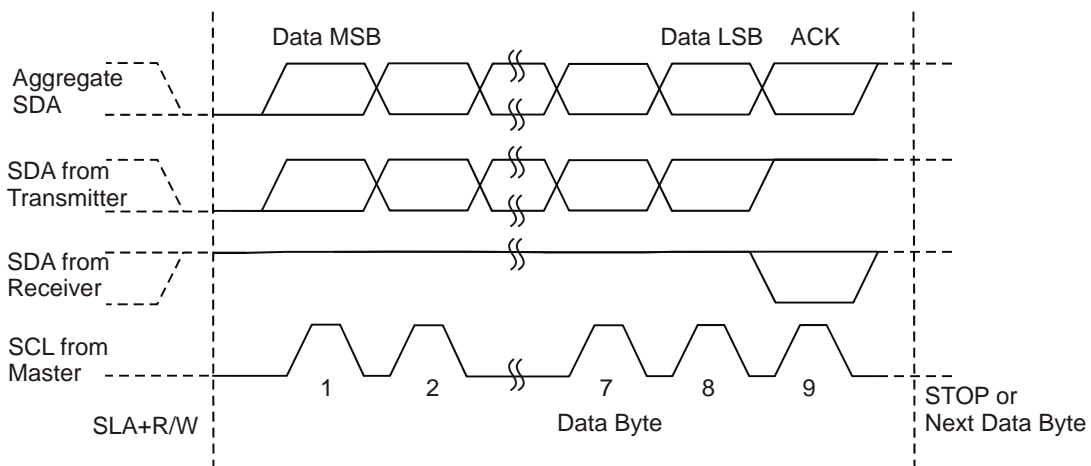 Data MSB
Data LSB
ACK
Aggregate
SDA
SDA from
Transmitter
SDA from
Receiver
SCL from
Master
1
2
7
8
9
SLA+R/W
Data Byte
STOP or
Next Data Byte